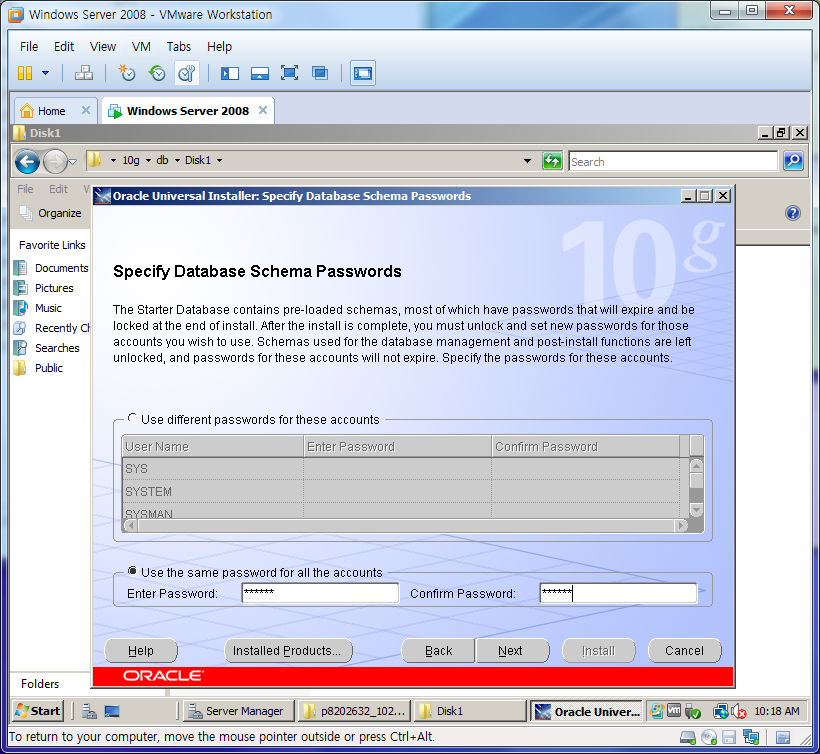 Windows Server 2008 - VMware Workstation
File Edit View VM Tabs Help
Home
Windows Server 2008
Disk1
10g db Disk1
Search
File Edit V
Organize
Oracle Universal Installer: Specify Database Schema Passwords
10g
Favorite Links
Documents
Pictures
Music
Recently Ch
Searches
Public
Folders
Specify Database Schema Passwords
The Starter Database contains pre-loaded schemas, most of which have passwords that will expire and be
locked at the end of install. After the install is complete, you must unlock and set new passwords for those
accounts you wish to use. Schemas used for the database management and post-install functions are left
unlocked, and passwords for these accounts will not expire. Specify the passwords for these accounts.
Use different passwords for these accounts
User Name Enter Password Confirm Password
SYS
SYSTEM
SYSMAN
Use the same password for all the accounts
Enter Password: ****** Confirm Password: ******
Help Installed Products... Back Next Install Cancel
ORACLE
Start Server Manager p8202632_102... Disk1 Oracle Univer... 10:18 AM
To return to your computer, move the mouse pointer outside or press Ctrl+Alt.